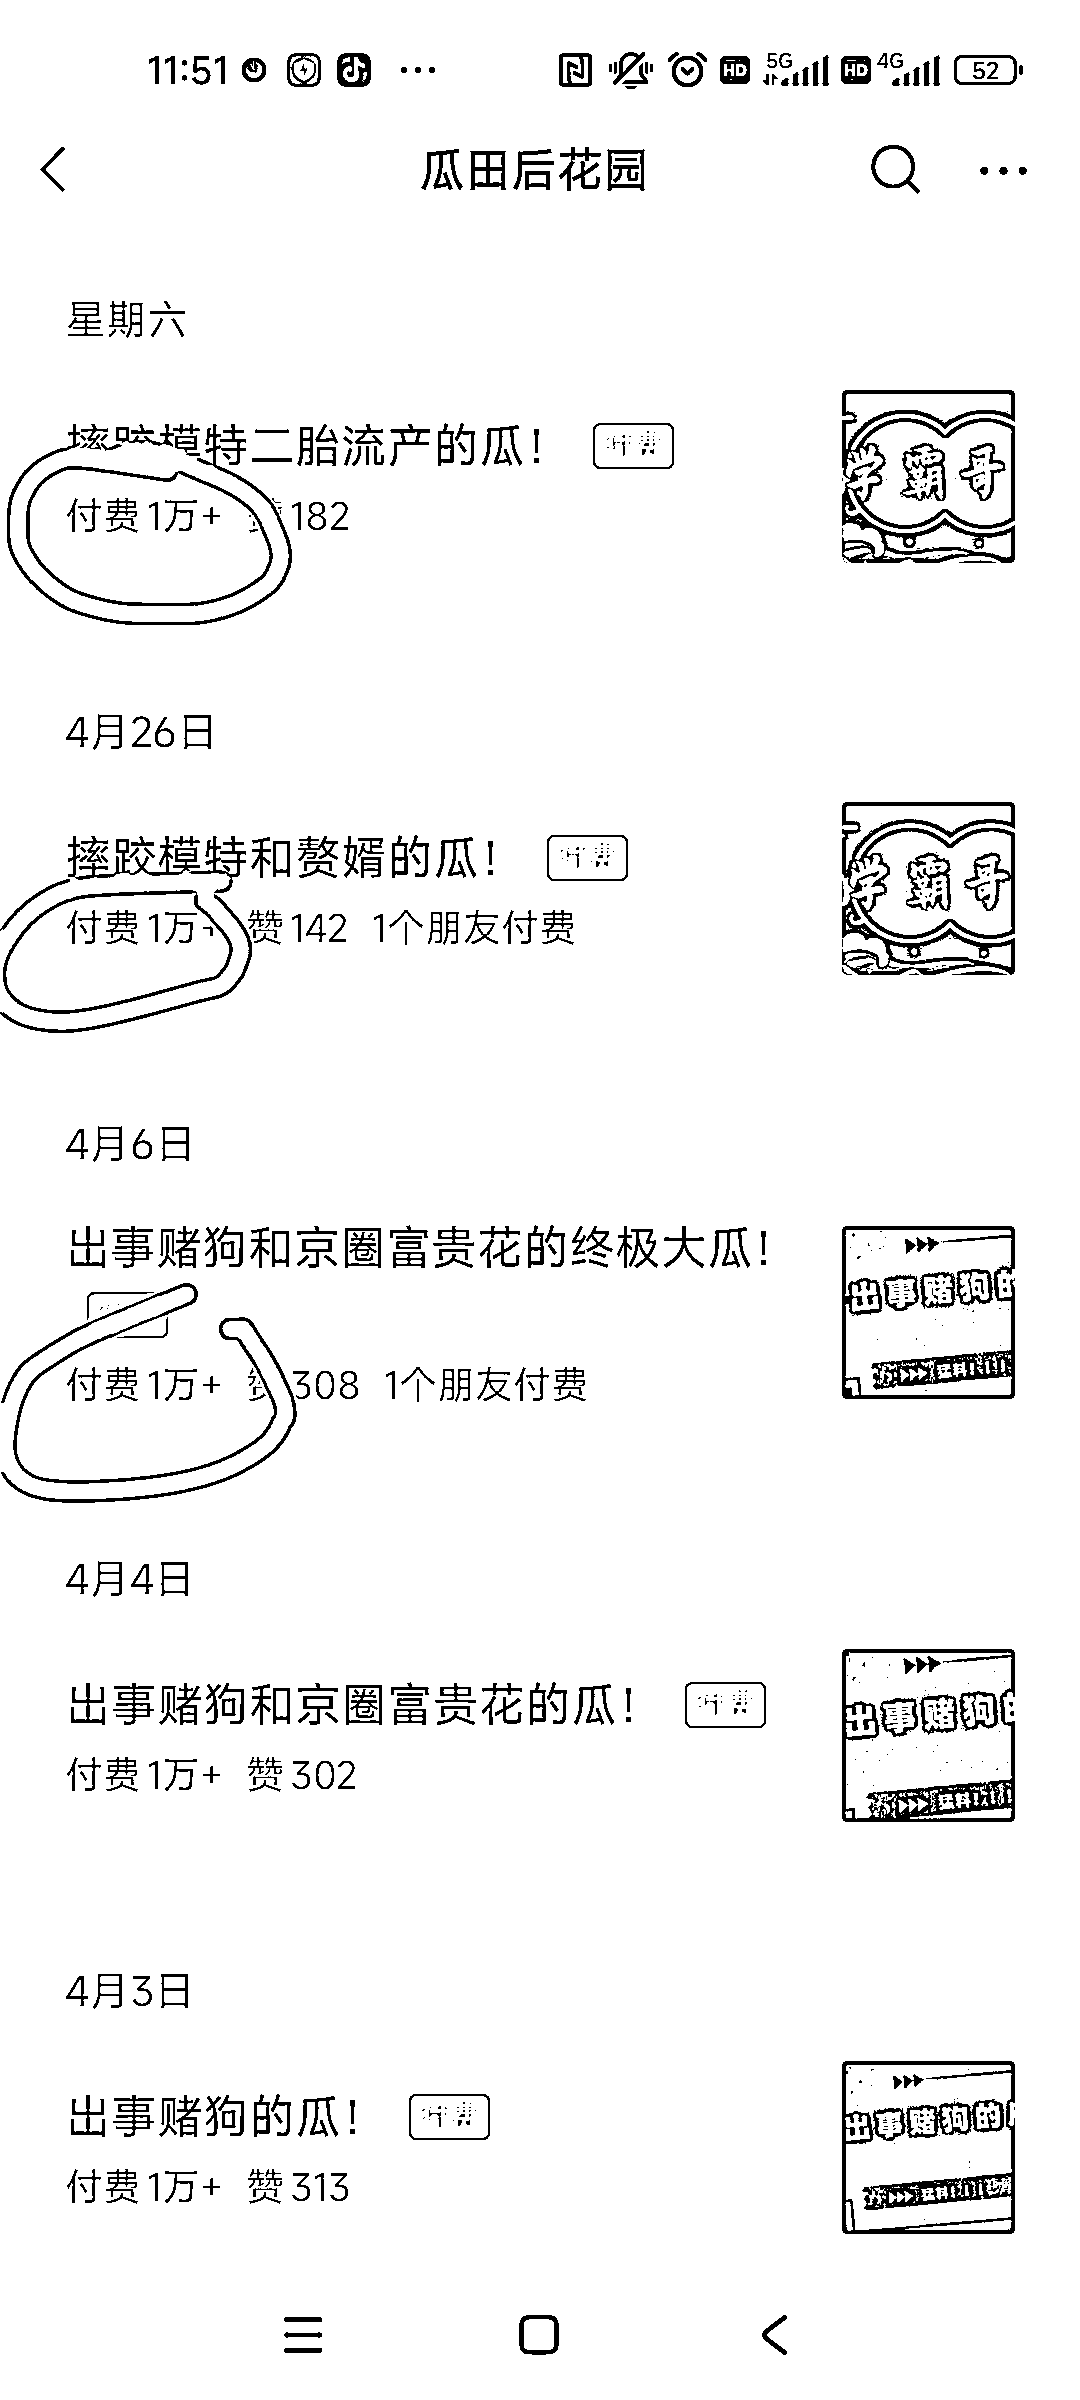 11:51 HD 5G HD 4G 52
瓜田后花园
星期六
摔跤模特二胎流产的瓜! 付费
付费 1万+ 赞 182
学霸哥
4月26日
摔跤模特和赘婿的瓜! 付费
付费 1万+ 赞 142 1个朋友付费
学霸哥
4月6日
出事赌狗和京圈富贵花的终极大瓜!
付费 1万+ 赞 308 1个朋友付费
出事赌狗的
4月4日
出事赌狗和京圈富贵花的瓜! 付费
付费 1万+ 赞 302
出事赌狗的
4月3日
出事赌狗的瓜! 付费
付费 1万+ 赞 313
出事赌狗的